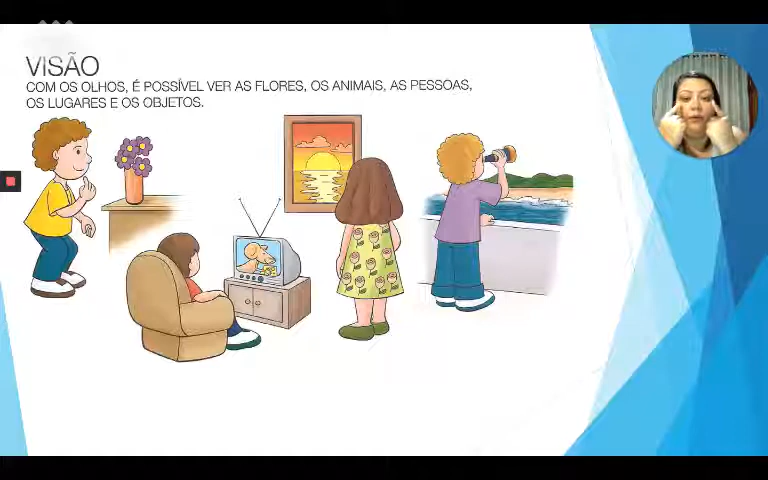 VISÃO
COM OS OLHOS, É POSSÍVEL VER AS FLORES, OS ANIMAIS, AS PESSOAS,
OS LUGARES E OS OBJETOS.